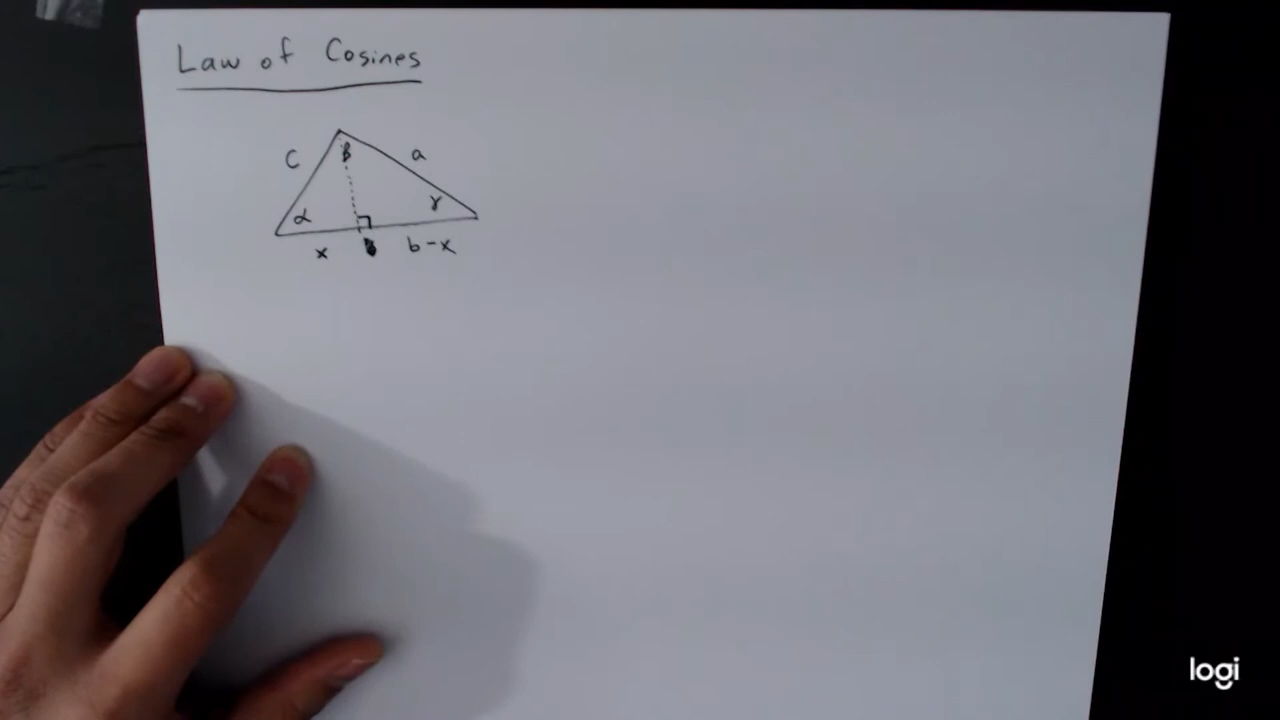 Law of Cosines
c β a
α γ
x b-x
logi